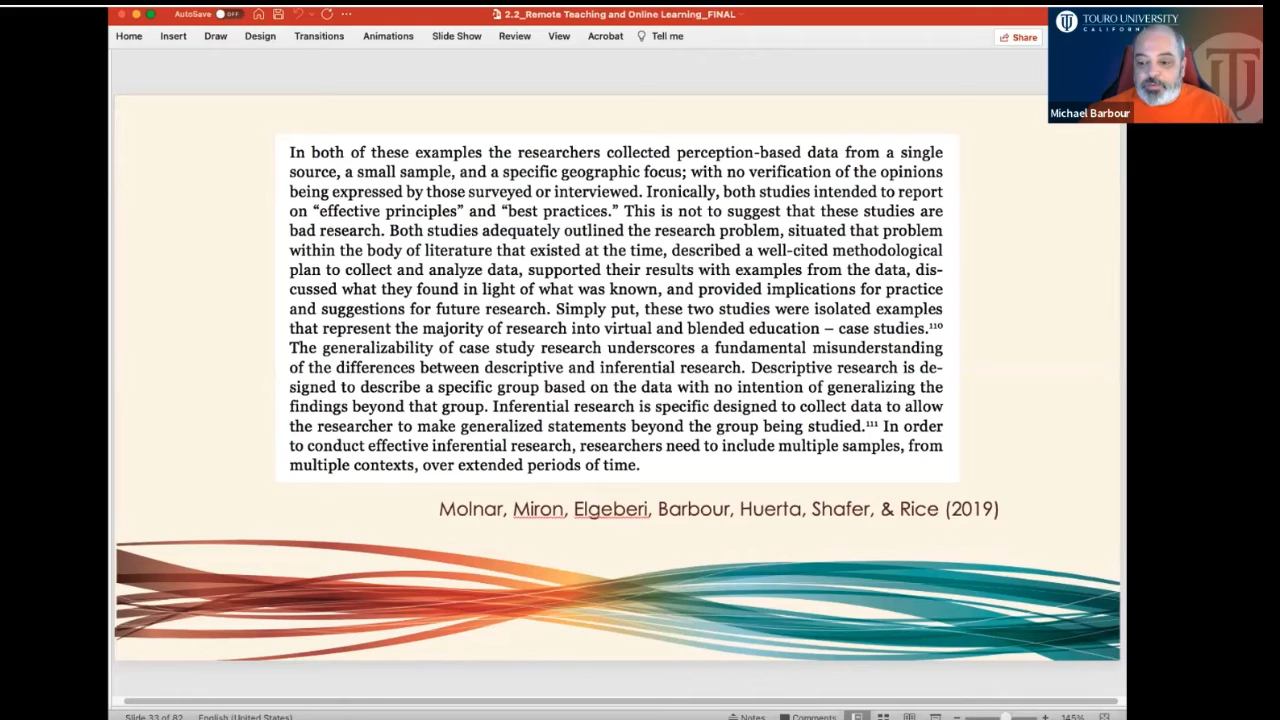 AutoSave OFF
2.2_Remote Teaching and Online Learning_FINAL
Home Insert Draw Design Transitions Animations Slide Show Review View Acrobat Tell me Share
TOURO UNIVERSITY
CALIFORNIA
Michael Barbour
In both of these examples the researchers collected perception-based data from a single
source, a small sample, and a specific geographic focus; with no verification of the opinions
being expressed by those surveyed or interviewed. Ironically, both studies intended to report
on “effective principles” and “best practices.” This is not to suggest that these studies are
bad research. Both studies adequately outlined the research problem, situated that problem
within the body of literature that existed at the time, described a well-cited methodological
plan to collect and analyze data, supported their results with examples from the data, dis-
cussed what they found in light of what was known, and provided implications for practice
and suggestions for future research. Simply put, these two studies were isolated examples
that represent the majority of research into virtual and blended education – case studies.¹¹⁰
The generalizability of case study research underscores a fundamental misunderstanding
of the differences between descriptive and inferential research. Descriptive research is de-
signed to describe a specific group based on the data with no intention of generalizing the
findings beyond that group. Inferential research is specific designed to collect data to allow
the researcher to make generalized statements beyond the group being studied.¹¹¹ In order
to conduct effective inferential research, researchers need to include multiple samples, from
multiple contexts, over extended periods of time.
Molnar, Miron, Elgeberi, Barbour, Huerta, Shafer, & Rice (2019)
Slide 33 of 82 English (United States) Notes Comments 145%